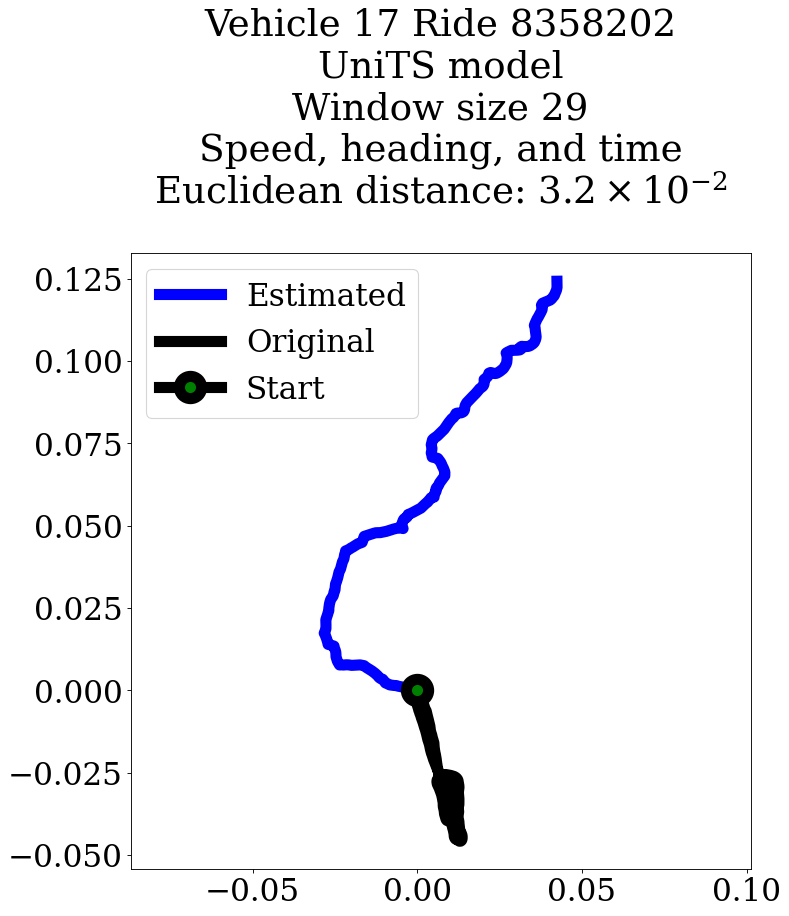 Vehicle 17 Ride 8358202
UniTS model
Window size 29
Speed, heading, and time
Euclidean distance: 3.2 × 10⁻²
Estimated
Original
Start
0.125
0.100
0.075
0.050
0.025
0.000
−0.025
−0.050
−0.05 0.00 0.05 0.10